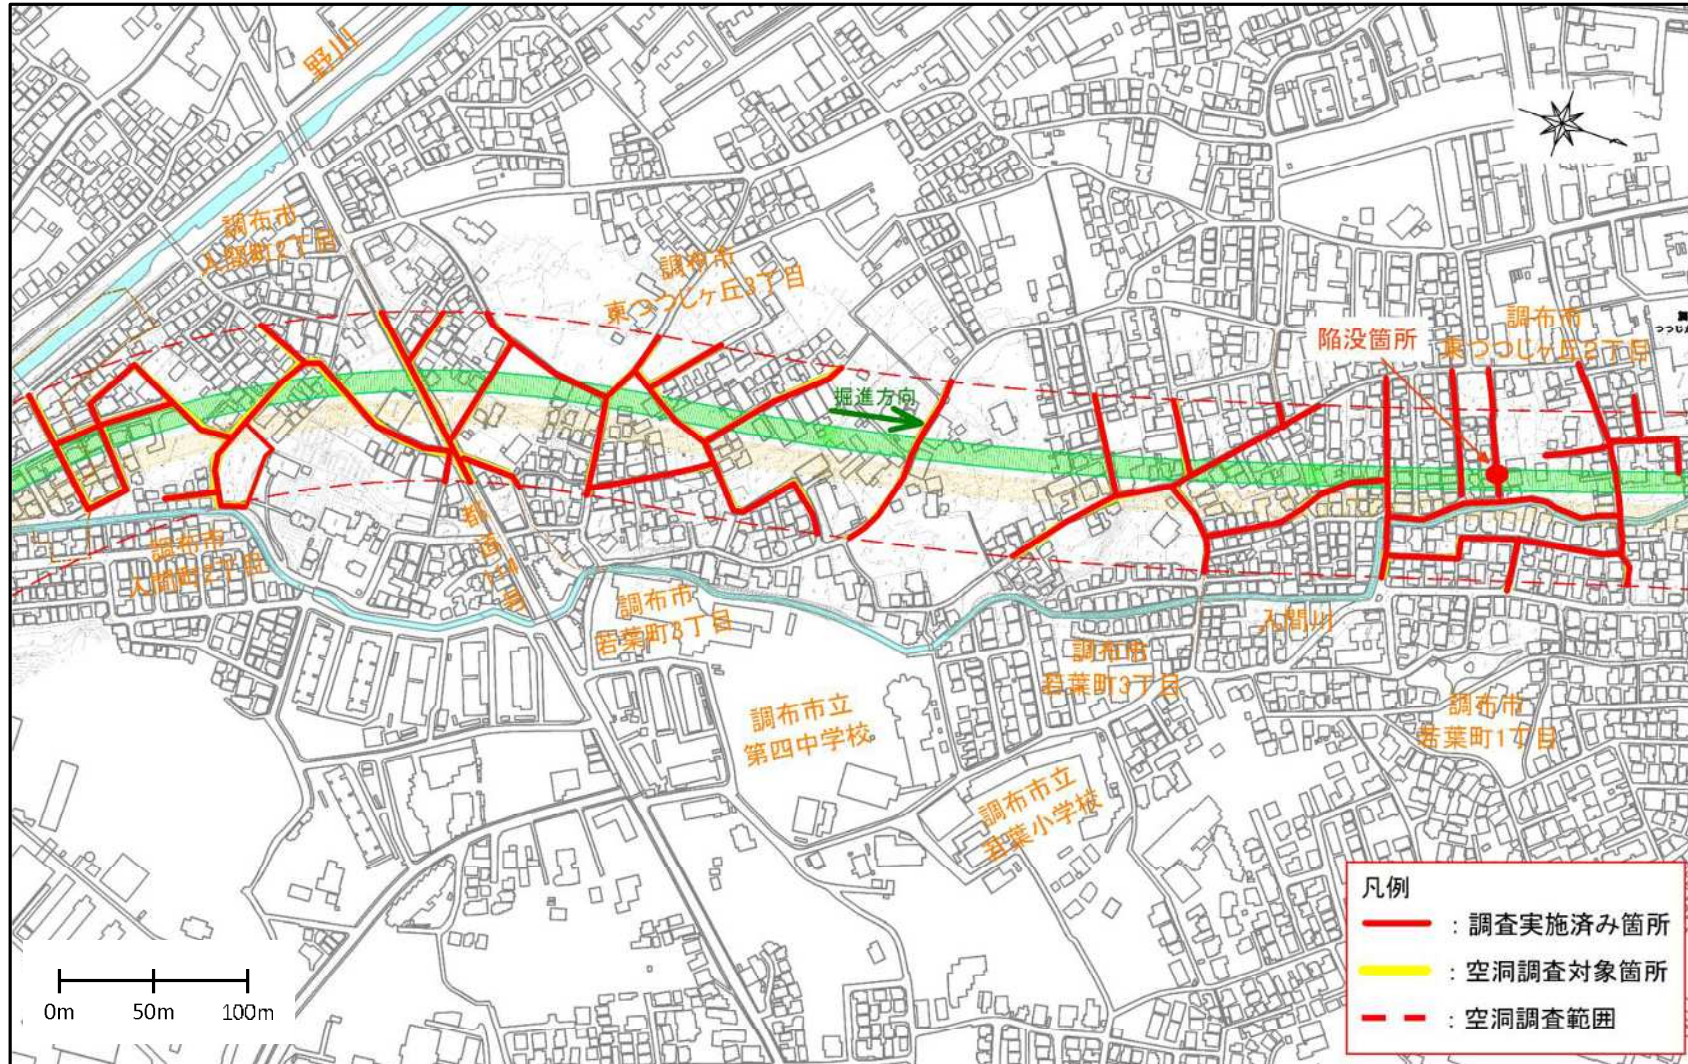 野川
調布市
入間町2丁目
調布市
東つつじヶ丘3丁目
陥没箇所
調布市
東つつじヶ丘2丁目
掘進方向
調布市
入間町2丁目
都道114号
調布市
若葉町3丁目
入間川
調布市
若葉町3丁目
調布市立
第四中学校
調布市
若葉町1丁目
調布市立
若葉小学校
凡例
：調査実施済み箇所
：空洞調査対象箇所
：空洞調査範囲
0m 50m 100m